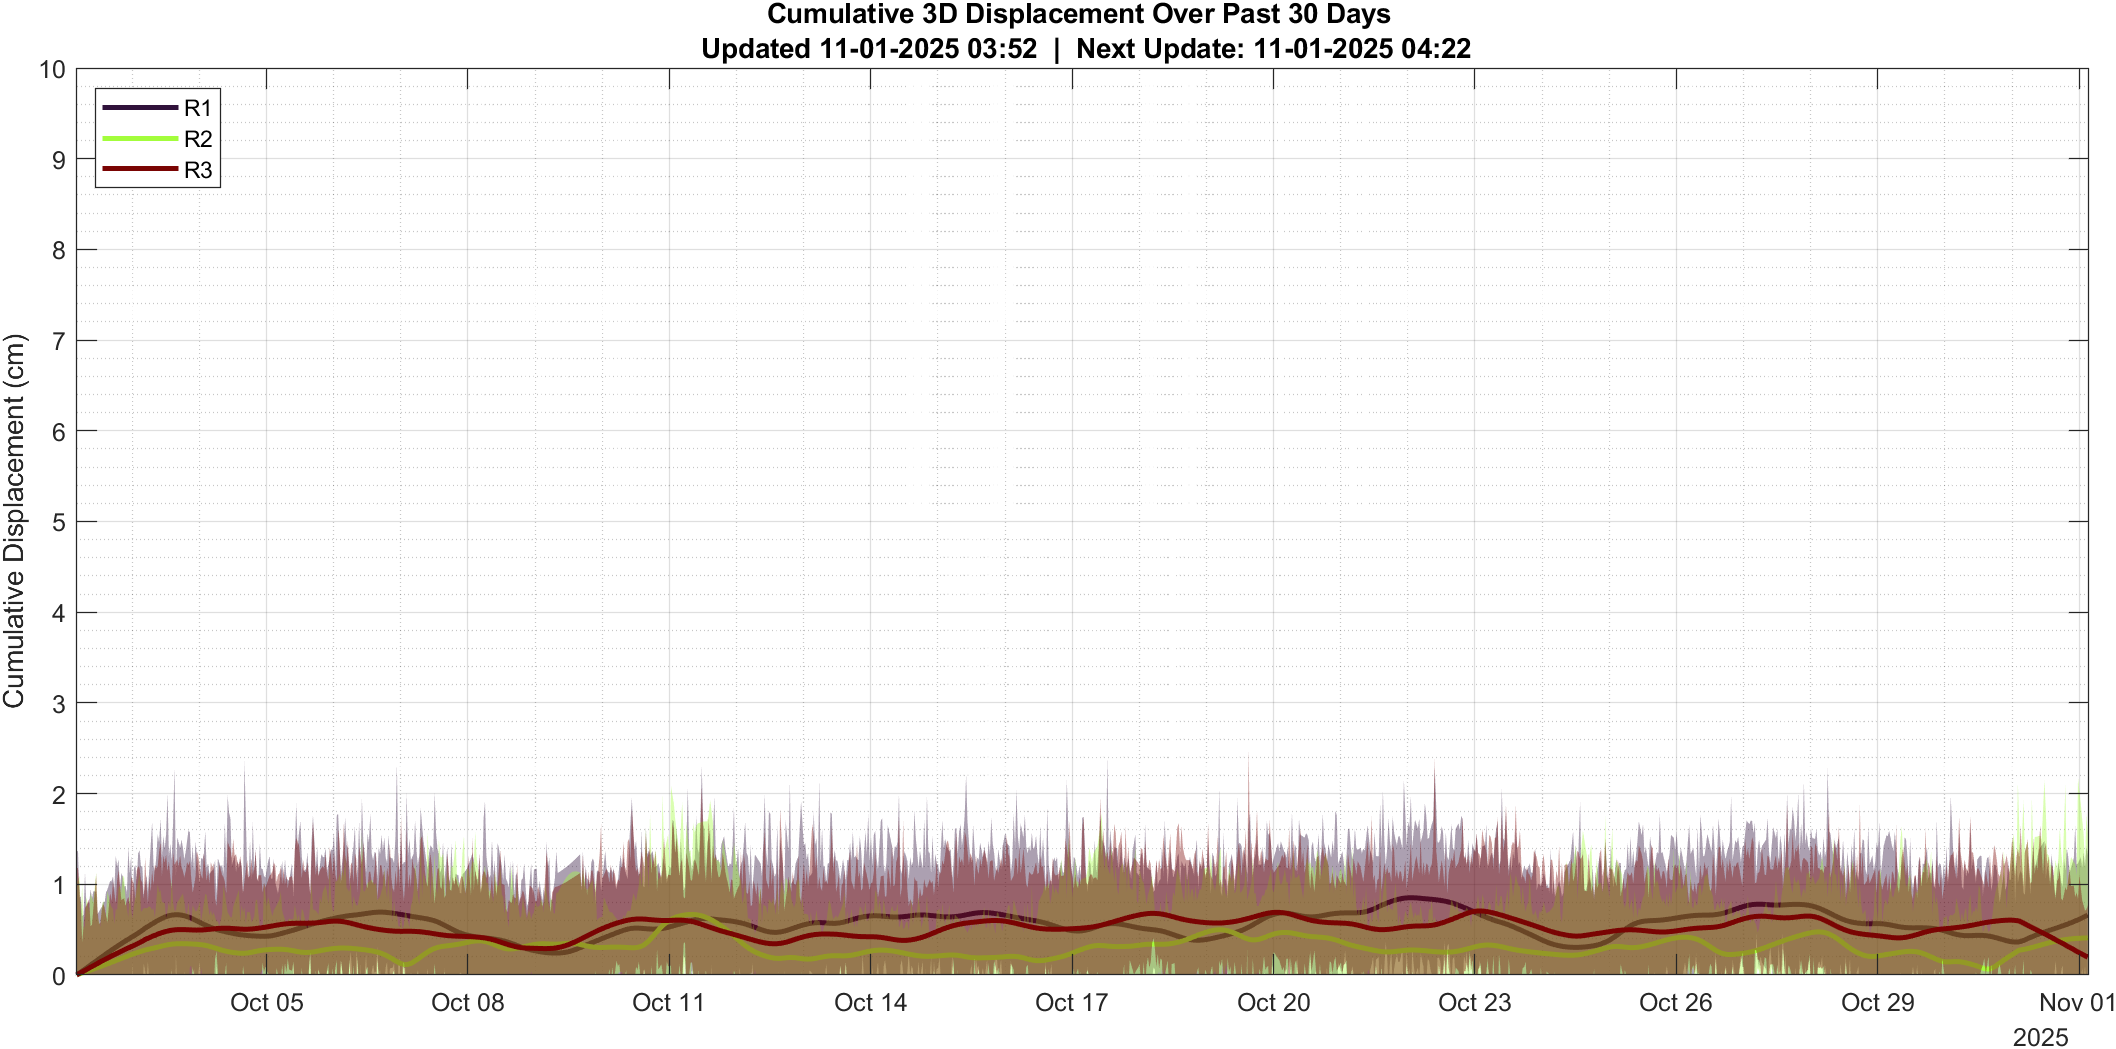 Cumulative 3D Displacement Over Past 30 Days
Updated 11-01-2025 03:52 | Next Update: 11-01-2025 04:22
Cumulative Displacement (cm)
10
9
8
7
6
5
4
3
2
1
0
R1
R2
R3
Oct 05
Oct 08
Oct 11
Oct 14
Oct 17
Oct 20
Oct 23
Oct 26
Oct 29
Nov 01
2025